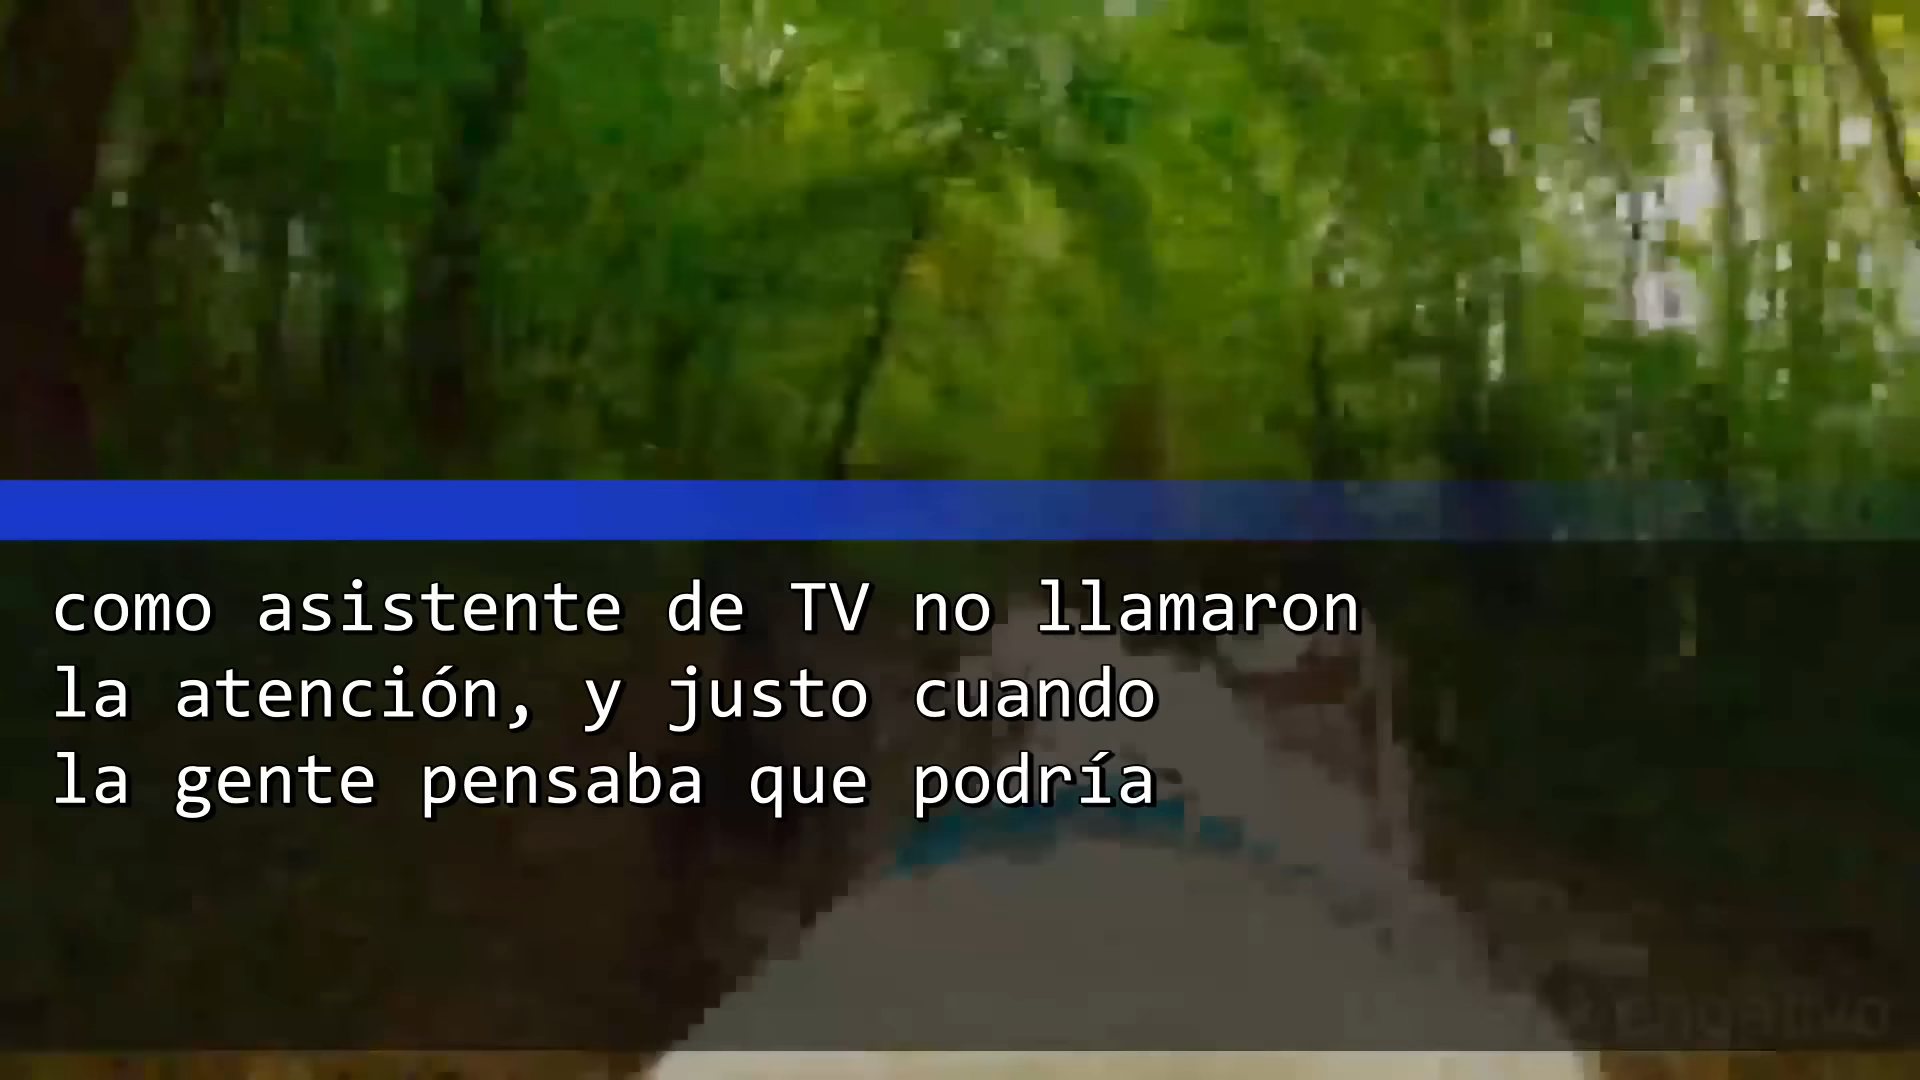 como asistente de TV no llamaron
la atención, y justo cuando
la gente pensaba que podría